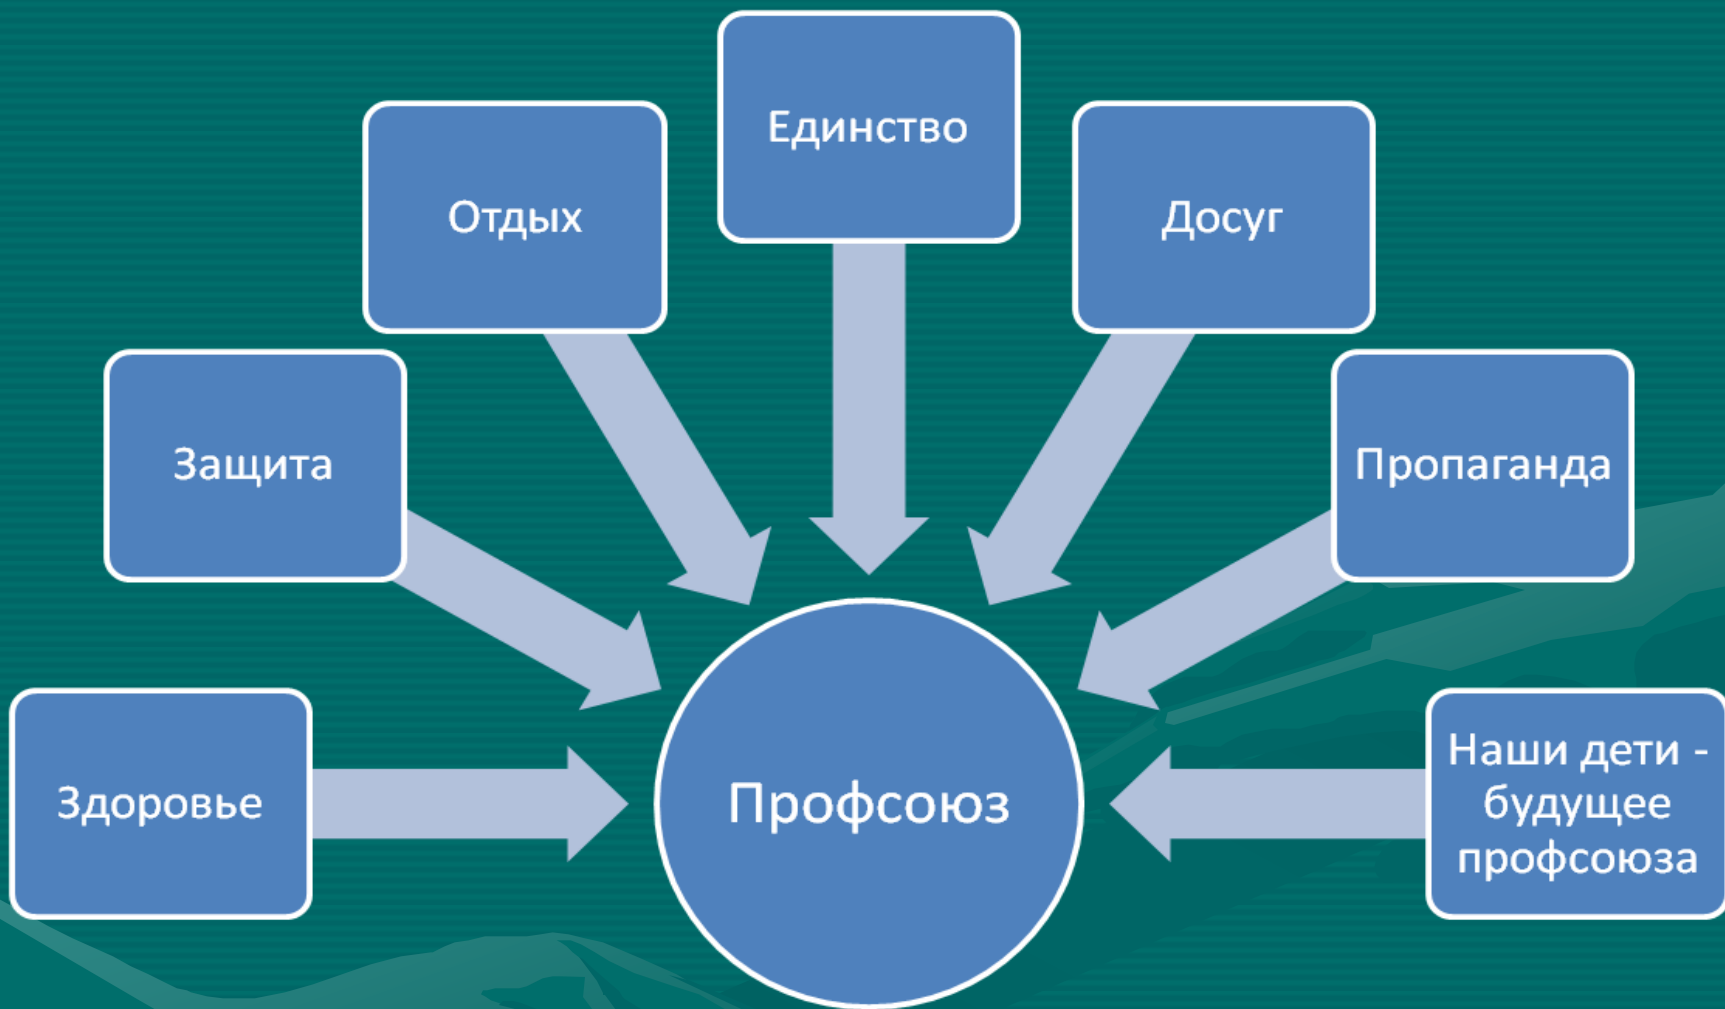 Единство
Отдых
Досуг
Защита
Пропаганда
Здоровье
Профсоюз
Наши дети -
будущее
профсоюза